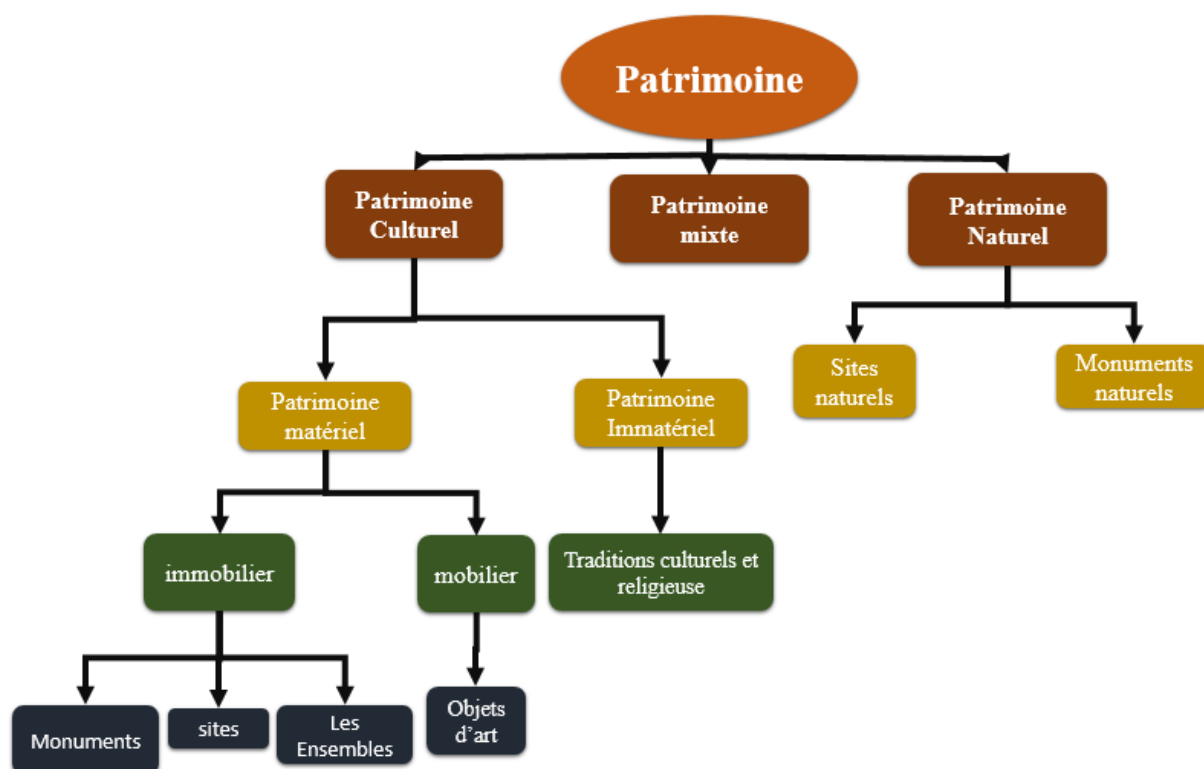 Patrimoine
Patrimoine
Culturel
Patrimoine
mixte
Patrimoine
Naturel
Sites
naturels
Monuments
naturels
Patrimoine
matériel
Patrimoine
Immatériel
immobilier
mobilier
Traditions culturels et
religieuse
Monuments
sites
Les
Ensembles
Objets
d’art